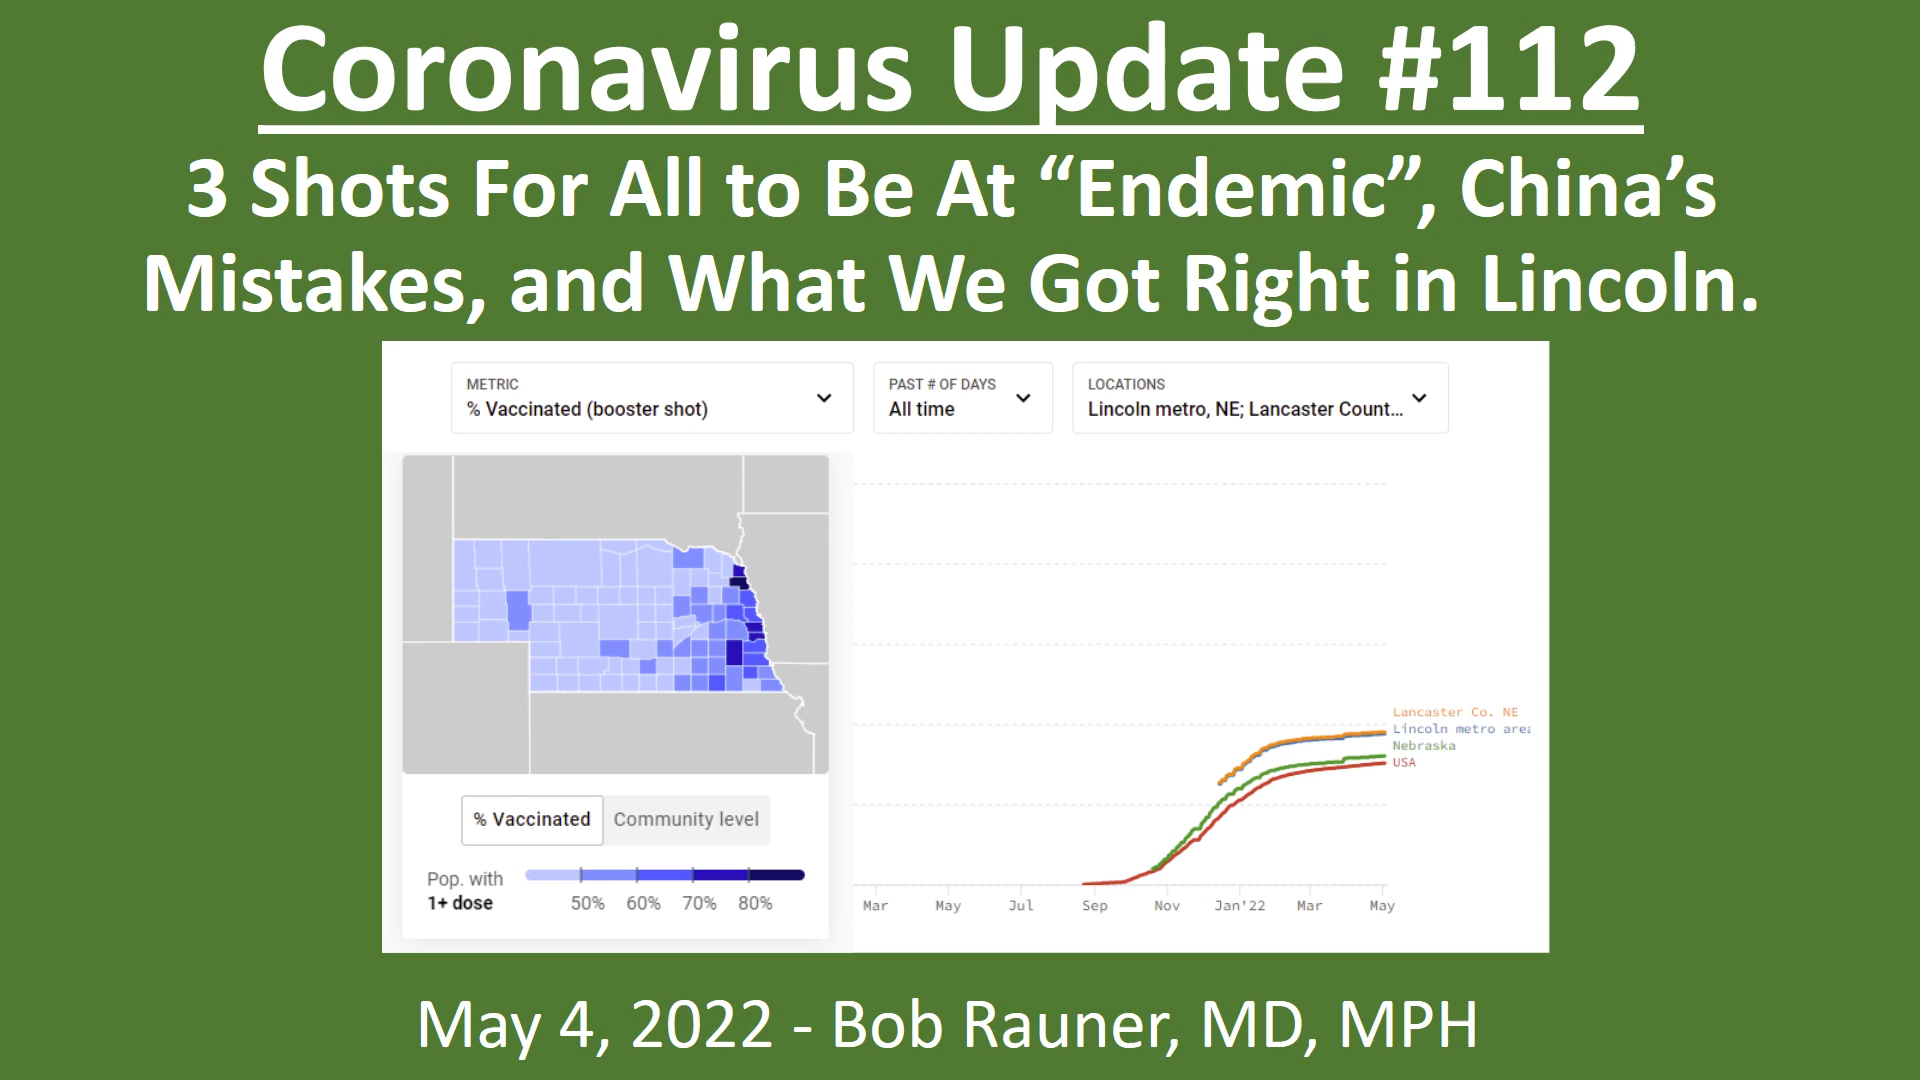 Coronavirus Update #112
3 Shots For All to Be At “Endemic”, China’s
Mistakes, and What We Got Right in Lincoln.
METRIC
% Vaccinated (booster shot)
PAST # OF DAYS
All time
LOCATIONS
Lincoln metro, NE; Lancaster Count...
Lancaster Co. NE
Lincoln metro area
Nebraska
USA
% Vaccinated Community level
Pop. with
1+ dose
50% 60% 70% 80%
Mar May Jul Sep Nov Jan'22 Mar May
May 4, 2022 - Bob Rauner, MD, MPH